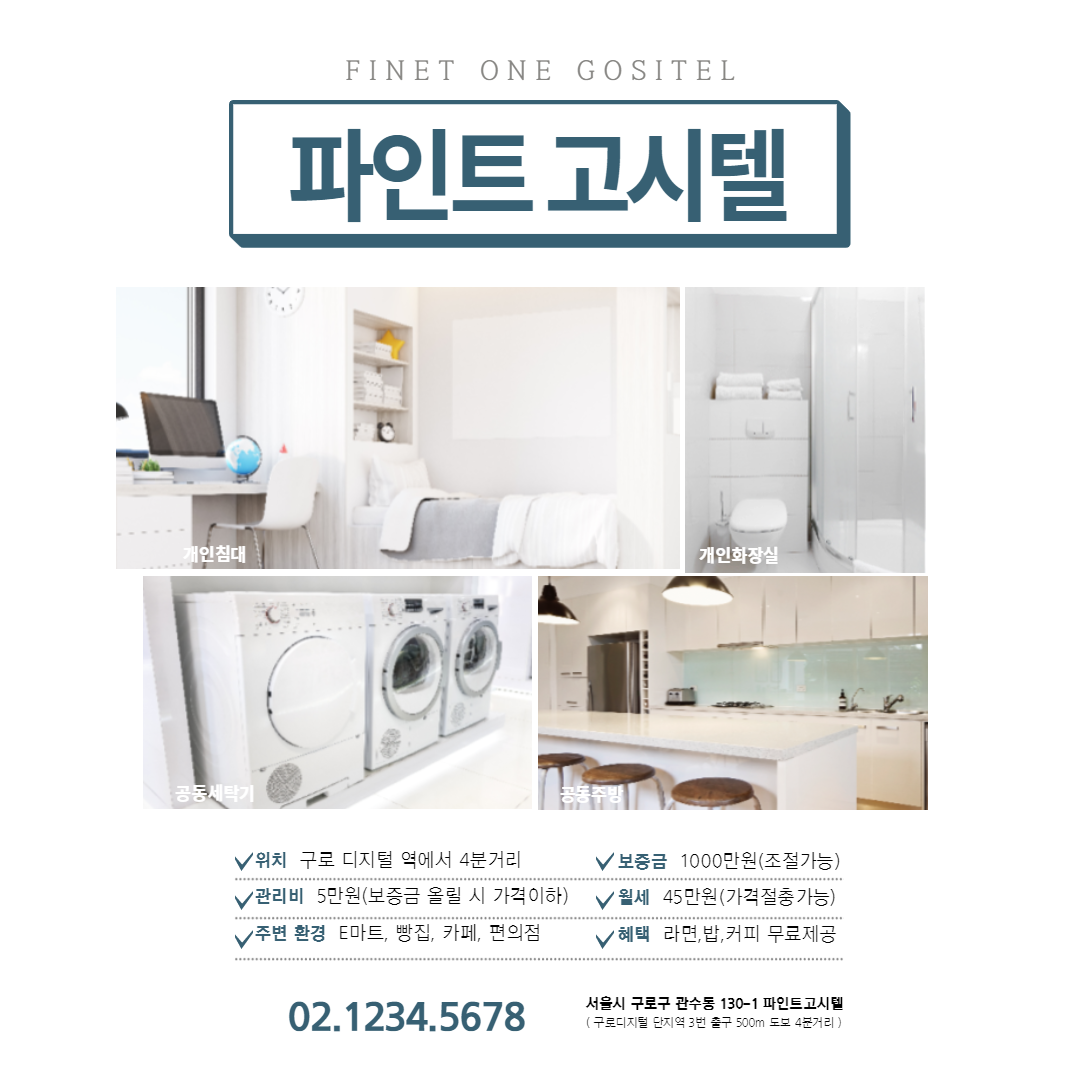 FINET ONE GOSITEL
파인트 고시텔
개인침대
개인화장실
공동세탁기
공동주방
위치 구로 디지털 역에서 4분거리
보증금 1000만원(조절가능)
관리비 5만원(보증금 올릴 시 가격이하)
월세 45만원(가격절충가능)
주변 환경 E마트, 빵집, 카페, 편의점
혜택 라면,밥,커피 무료제공
02.1234.5678
서울시 구로구 관수동 130-1 파인트고시텔
( 구로디지털 단지역 3번 출구 500m 도보 4분거리 )